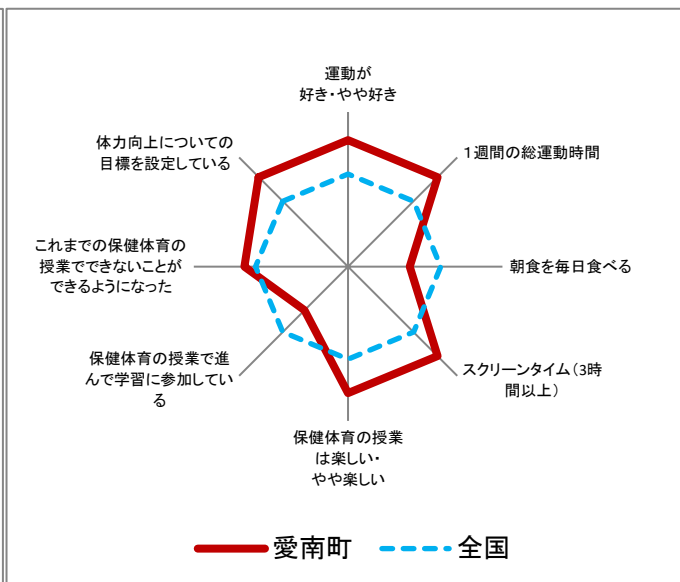 運動が
好き・やや好き
体力向上についての
目標を設定している
１週間の総運動時間
これまでの保健体育の
授業でできないことが
できるようになった
朝食を毎日食べる
保健体育の授業で進
んで学習に参加してい
る
スクリーンタイム（3時
間以上）
保健体育の授業
は楽しい・
やや楽しい
愛南町
全国